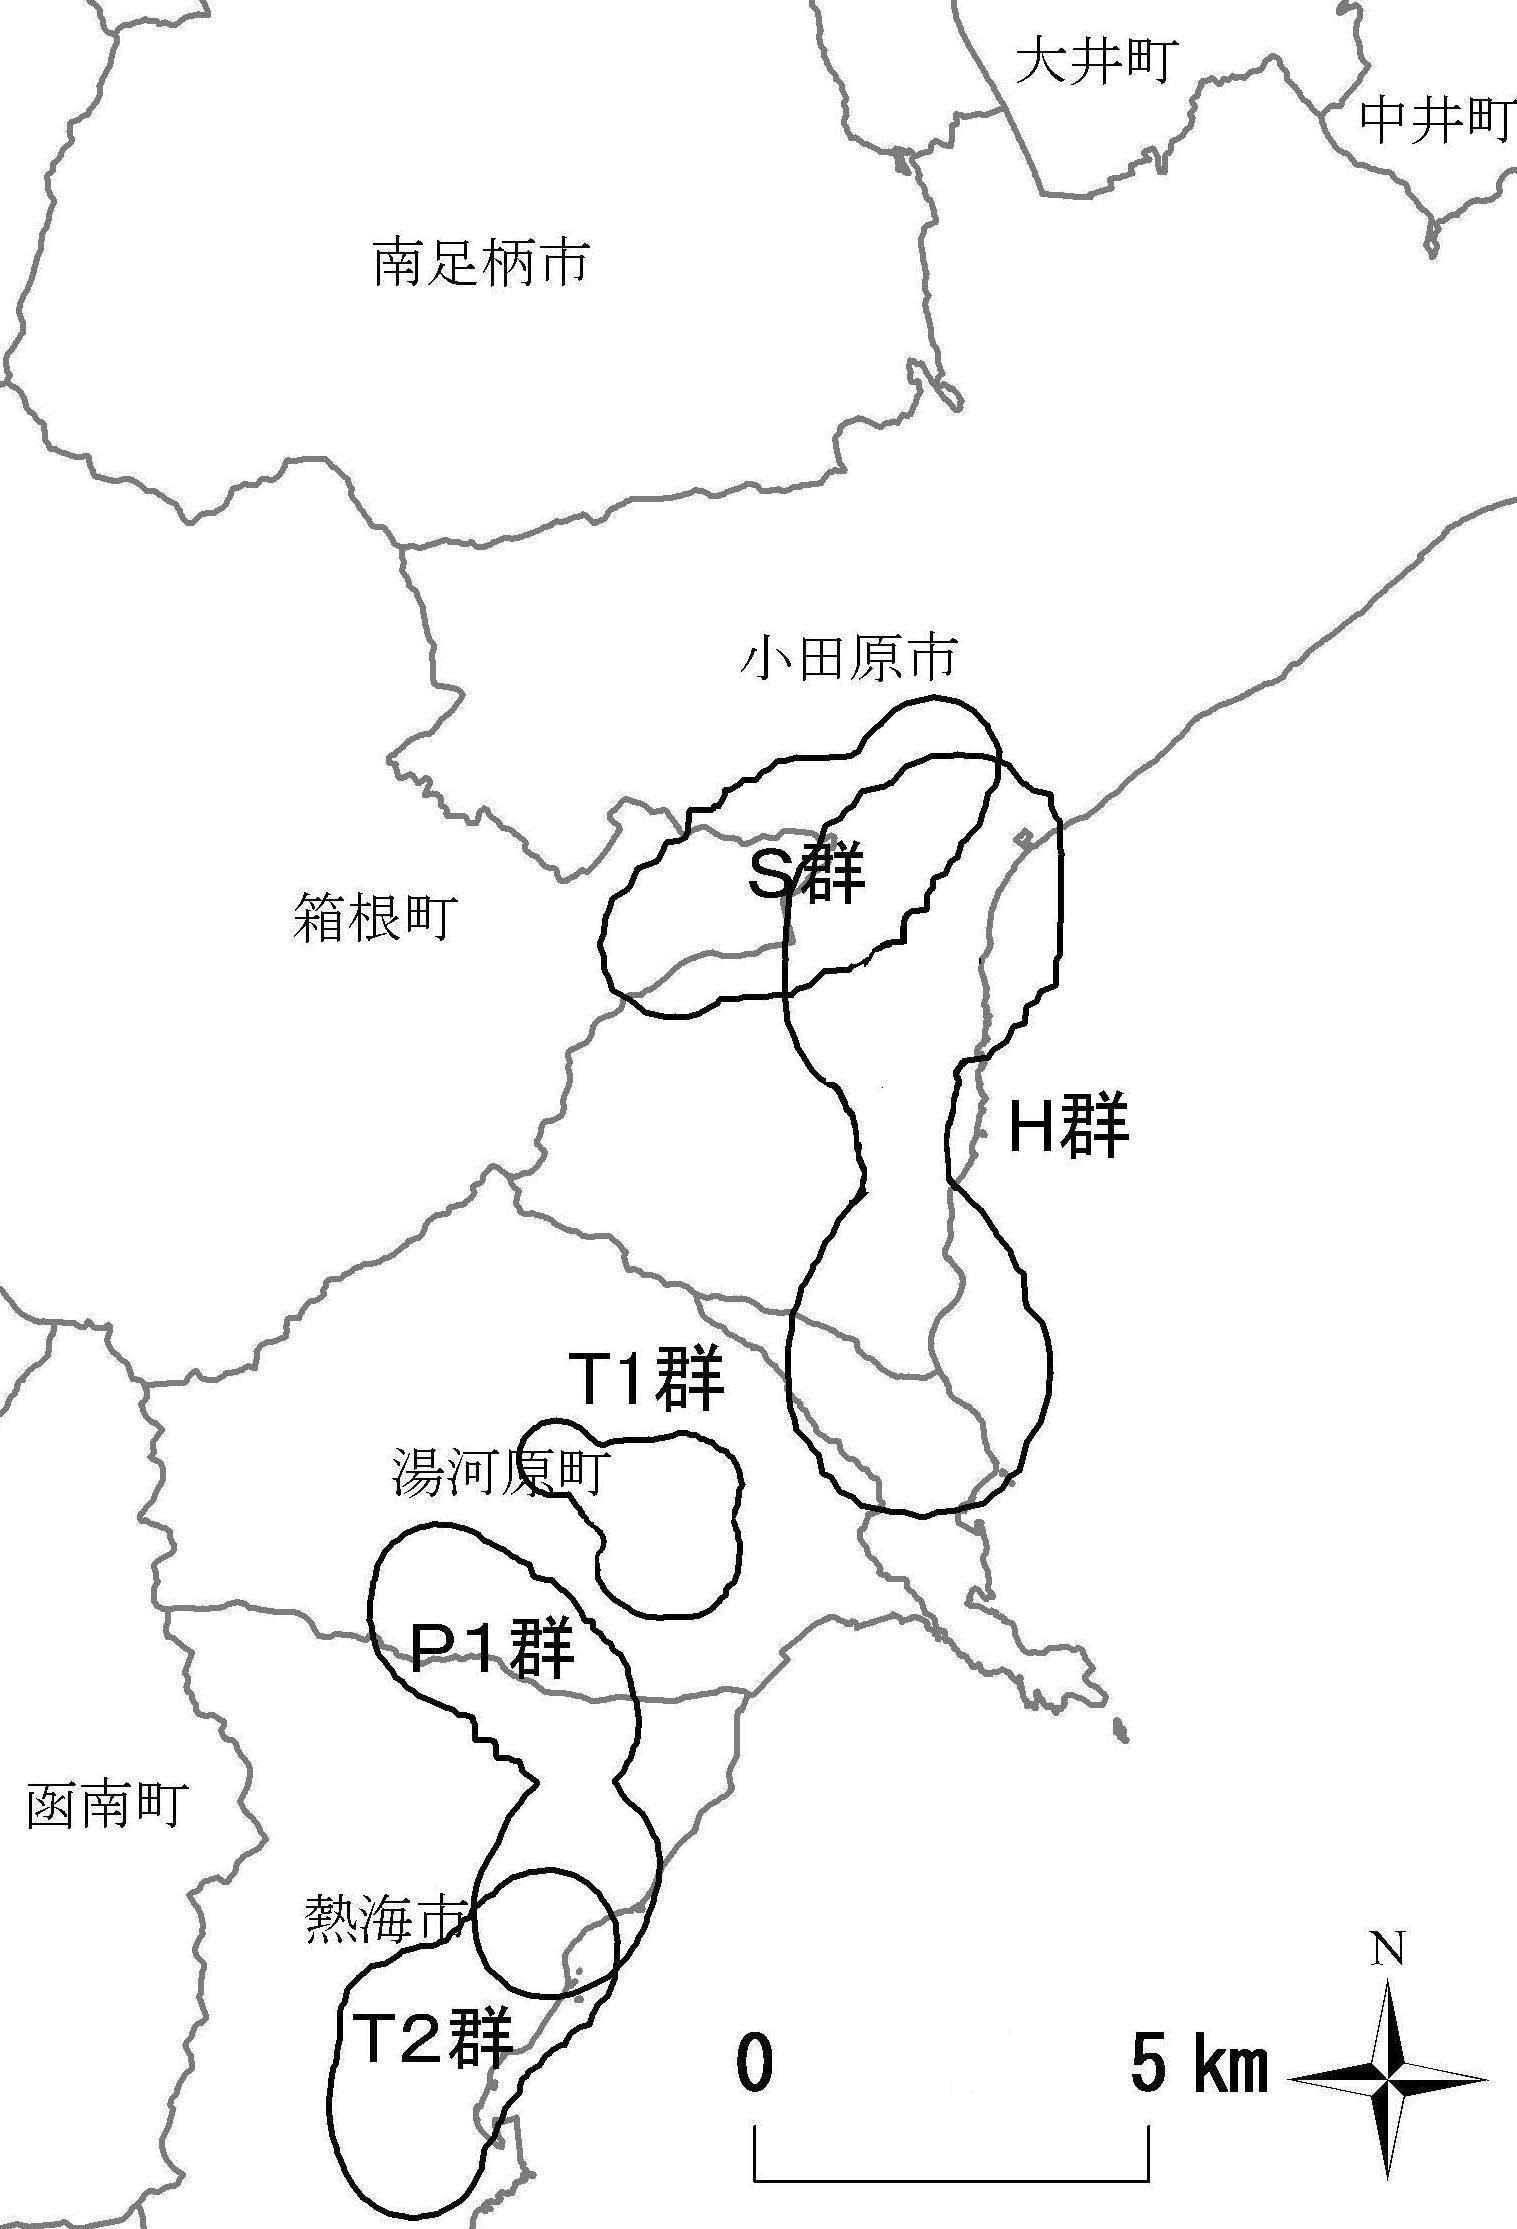 大井町
中井町
南足柄市
小田原市
S群
箱根町
H群
T1群
湯河原町
P1群
函南町
熱海市
N
T2群
0 5 km